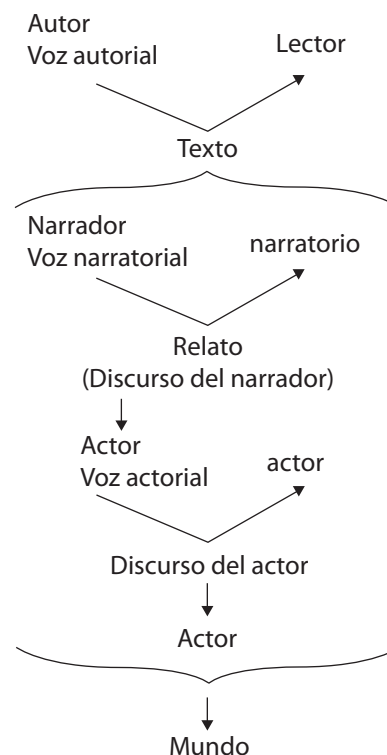 Autor
Voz autorial
Lector
Texto
Narrador
Voz narratorial
narratorio
Relato
(Discurso del narrador)
Actor
Voz actorial
actor
Discurso del actor
Actor
Mundo